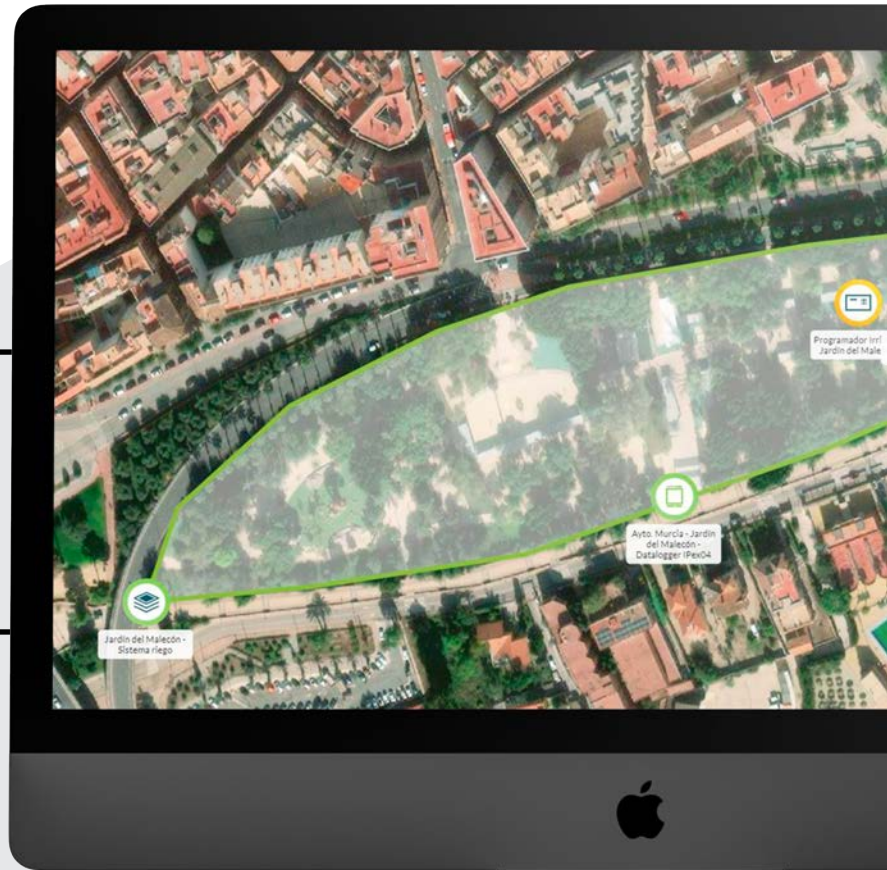 Programador Irri
Jardín del Male
Ayto. Murcia - Jardín
del Malecón -
Datalogger IPex04
Jardín del Malecón -
Sistema riego